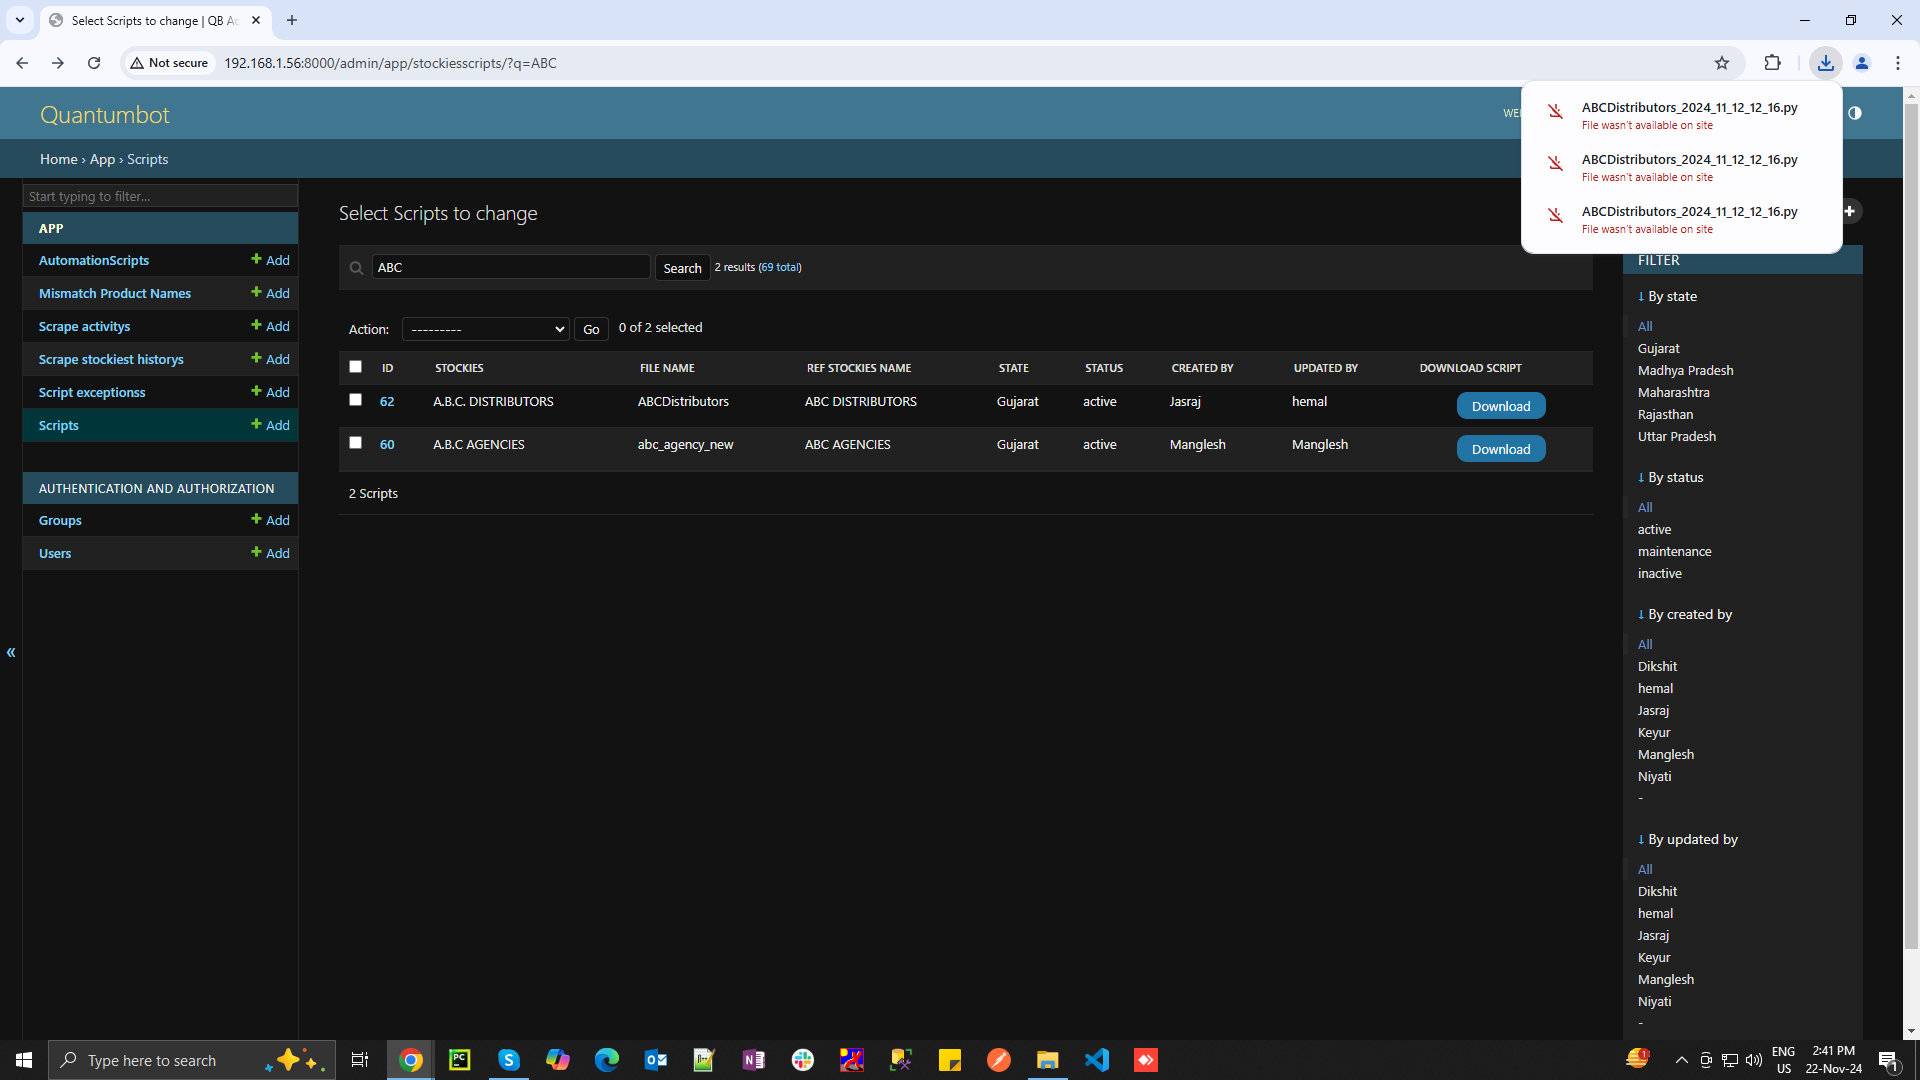 Select Scripts to change | QB Ad
Not secure
192.168.1.56:8000/admin/app/stockiesscripts/?q=ABC
ABCDistributors_2024_11_12_12_16.py
File wasn't available on site
ABCDistributors_2024_11_12_12_16.py
File wasn't available on site
ABCDistributors_2024_11_12_12_16.py
File wasn't available on site
Quantumbot
Home › App › Scripts
Start typing to filter...
APP
AutomationScripts + Add
Mismatch Product Names + Add
Scrape activitys + Add
Scrape stockiest historys + Add
Script exceptionss + Add
Scripts + Add
AUTHENTICATION AND AUTHORIZATION
Groups + Add
Users + Add
«
Select Scripts to change
ABC Search 2 results (69 total)
Action: --------- Go 0 of 2 selected
ID STOCKIES FILE NAME REF STOCKIES NAME STATE STATUS CREATED BY UPDATED BY DOWNLOAD SCRIPT
62 A.B.C. DISTRIBUTORS ABCDistributors ABC DISTRIBUTORS Gujarat active Jasraj hemal Download
60 A.B.C AGENCIES abc_agency_new ABC AGENCIES Gujarat active Manglesh Manglesh Download
2 Scripts
FILTER
↓ By state
All
Gujarat
Madhya Pradesh
Maharashtra
Rajasthan
Uttar Pradesh
↓ By status
All
active
maintenance
inactive
↓ By created by
All
Dikshit
hemal
Jasraj
Keyur
Manglesh
Niyati
-
↓ By updated by
All
Dikshit
hemal
Jasraj
Keyur
Manglesh
Niyati
-
Type here to search
ENG
US
2:41 PM
22-Nov-24
1